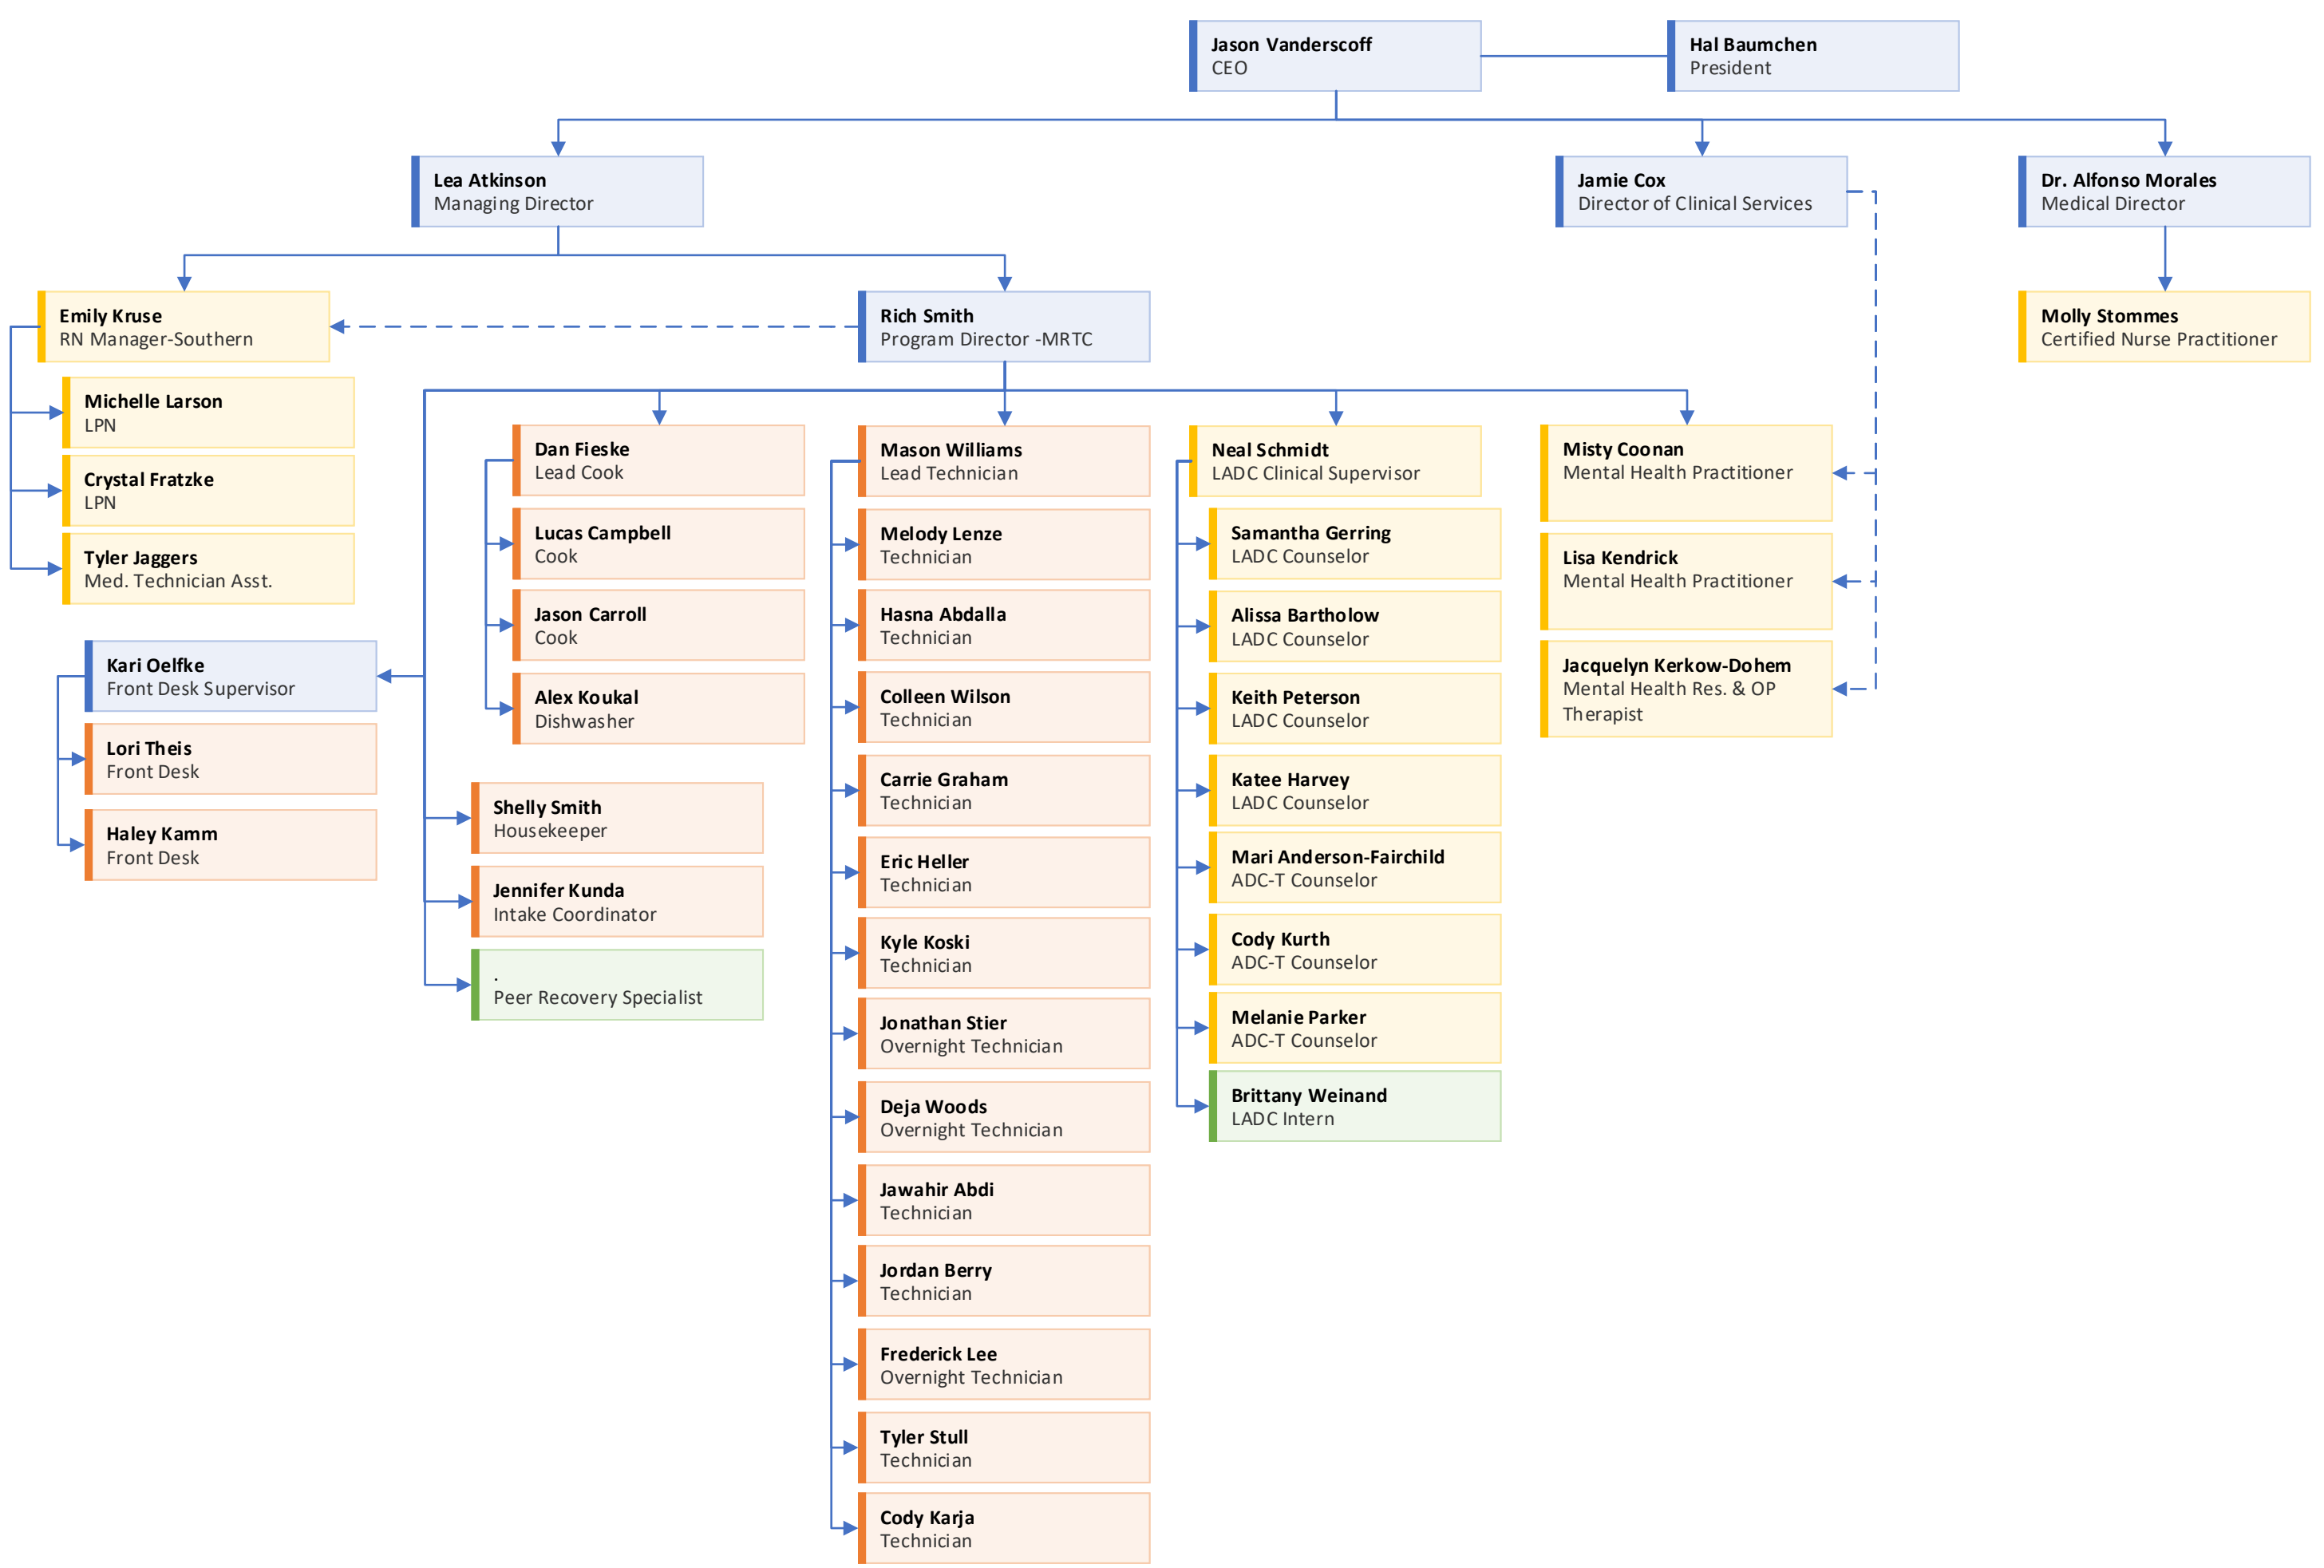 Jason Vanderscoff
CEO
Hal Baumchen
President
Lea Atkinson
Managing Director
Jamie Cox
Director of Clinical Services
Dr. Alfonso Morales
Medical Director
Emily Kruse
RN Manager-Southern
Rich Smith
Program Director -MRTC
Molly Stommes
Certified Nurse Practitioner
Michelle Larson
LPN
Crystal Fratzke
LPN
Tyler Jaggers
Med. Technician Asst.
Kari Oelfke
Front Desk Supervisor
Lori Theis
Front Desk
Haley Kamm
Front Desk
Dan Fieske
Lead Cook
Lucas Campbell
Cook
Jason Carroll
Cook
Alex Koukal
Dishwasher
Shelly Smith
Housekeeper
Jennifer Kunda
Intake Coordinator
.
Peer Recovery Specialist
Mason Williams
Lead Technician
Melody Lenze
Technician
Hasna Abdalla
Technician
Colleen Wilson
Technician
Carrie Graham
Technician
Eric Heller
Technician
Kyle Koski
Technician
Jonathan Stier
Overnight Technician
Deja Woods
Overnight Technician
Jawahir Abdi
Technician
Jordan Berry
Technician
Frederick Lee
Overnight Technician
Tyler Stull
Technician
Cody Karja
Technician
Neal Schmidt
LADC Clinical Supervisor
Samantha Gerring
LADC Counselor
Alissa Bartholow
LADC Counselor
Keith Peterson
LADC Counselor
Katee Harvey
LADC Counselor
Mari Anderson-Fairchild
ADC-T Counselor
Cody Kurth
ADC-T Counselor
Melanie Parker
ADC-T Counselor
Brittany Weinand
LADC Intern
Misty Coonan
Mental Health Practitioner
Lisa Kendrick
Mental Health Practitioner
Jacquelyn Kerkow-Dohem
Mental Health Res. & OP
Therapist